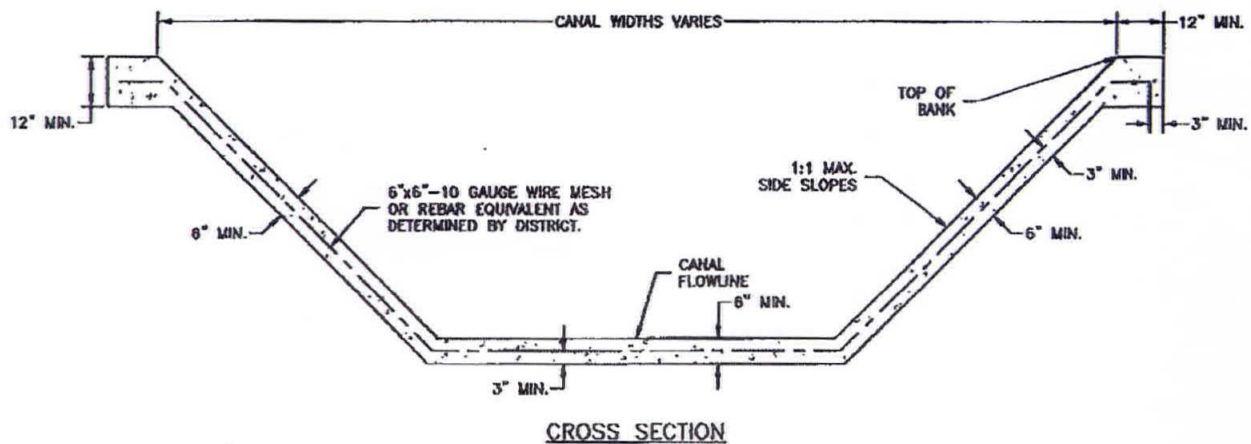 CANAL WIDTHS VARIES
12" MIN.
TOP OF
BANK
12" MIN.
3" MIN.
1:1 MAX.
SIDE SLOPES
3" MIN.
6"x6"-10 GAUGE WIRE MESH
OR REBAR EQUIVALENT AS
DETERMINED BY DISTRICT.
6" MIN.
6" MIN.
CANAL
FLOWLINE
6" MIN.
3" MIN.
CROSS SECTION